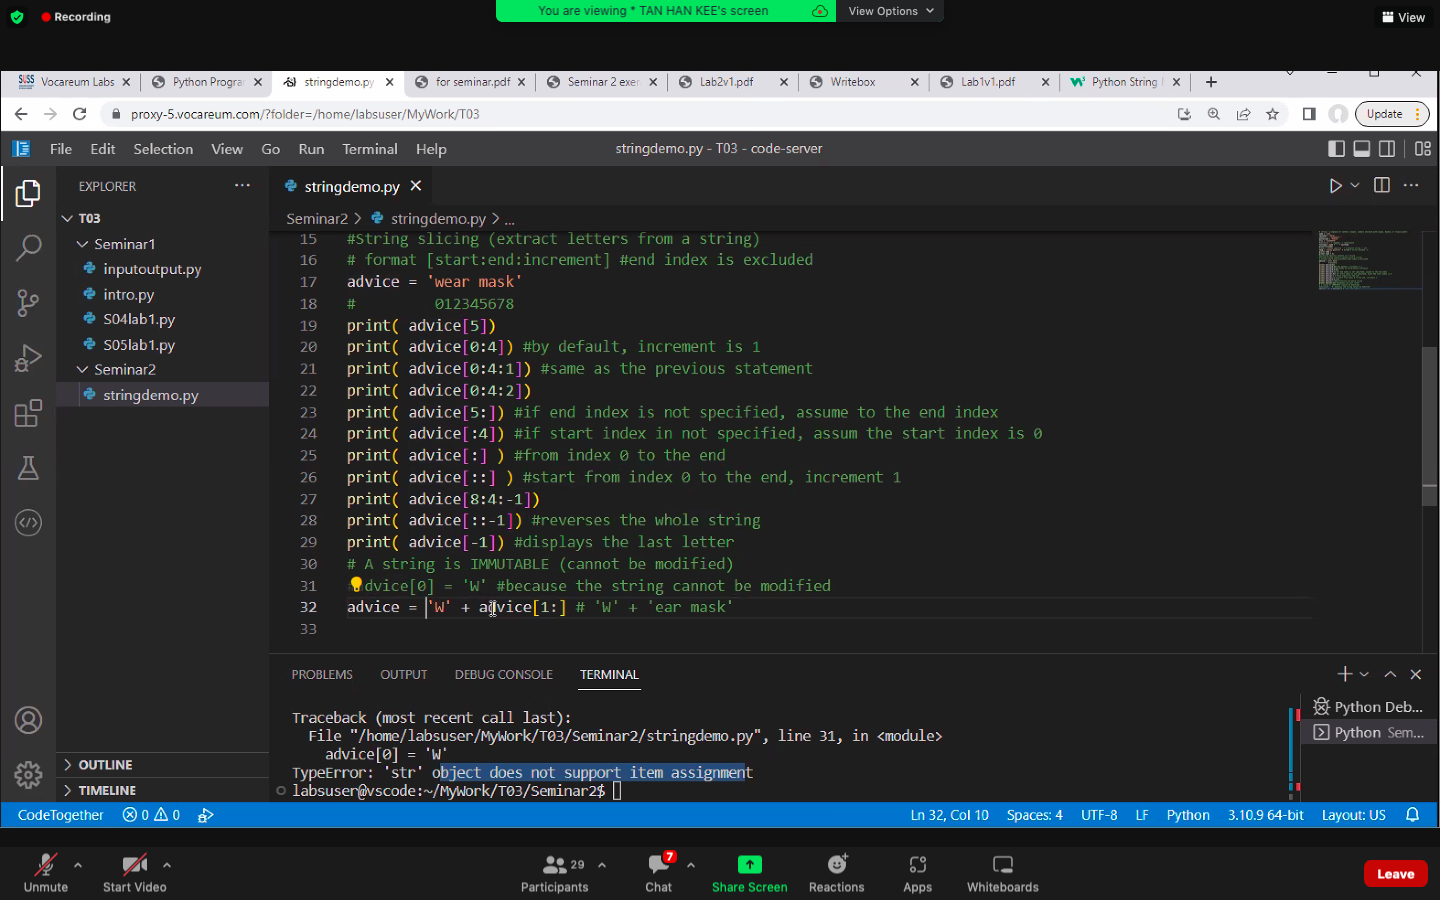 Recording
You are viewing * TAN HAN KEE's screen
View Options
View
SUSS Vocareum Labs
Python Progra
stringdemo.py
for seminar.pdf
Seminar 2 exer
Lab2v1.pdf
Writebox
Lab1v1.pdf
Python String
proxy-5.vocareum.com/?folder=/home/labsuser/MyWork/T03
Update
File Edit Selection View Go Run Terminal Help
stringdemo.py - T03 - code-server
EXPLORER
T03
Seminar1
inputoutput.py
intro.py
S04lab1.py
S05lab1.py
Seminar2
stringdemo.py
OUTLINE
TIMELINE
stringdemo.py
Seminar2 > stringdemo.py > ...
15 #String slicing (extract letters from a string)
16 # format [start:end:increment] #end index is excluded
17 advice = 'wear mask'
18 # 012345678
19 print( advice[5])
20 print( advice[0:4]) #by default, increment is 1
21 print( advice[0:4:1]) #same as the previous statement
22 print( advice[0:4:2])
23 print( advice[5:]) #if end index is not specified, assume to the end index
24 print( advice[:4]) #if start index in not specified, assum the start index is 0
25 print( advice[:] ) #from index 0 to the end
26 print( advice[::] ) #start from index 0 to the end, increment 1
27 print( advice[8:4:-1])
28 print( advice[::-1]) #reverses the whole string
29 print( advice[-1]) #displays the last letter
30 # A string is IMMUTABLE (cannot be modified)
31 dvice[0] = 'W' #because the string cannot be modified
32 advice = 'W' + advice[1:] # 'W' + 'ear mask'
33
PROBLEMS OUTPUT DEBUG CONSOLE TERMINAL
Traceback (most recent call last):
File "/home/labsuser/MyWork/T03/Seminar2/stringdemo.py", line 31, in <module>
advice[0] = 'W'
TypeError: 'str' object does not support item assignment
labsuser@vscode:~/MyWork/T03/Seminar2$
Python Deb...
Python Sem...
CodeTogether 0 0
Ln 32, Col 10 Spaces: 4 UTF-8 LF Python 3.10.9 64-bit Layout: US
Unmute
Start Video
29
Participants
7
Chat
Share Screen
Reactions
Apps
Whiteboards
Leave